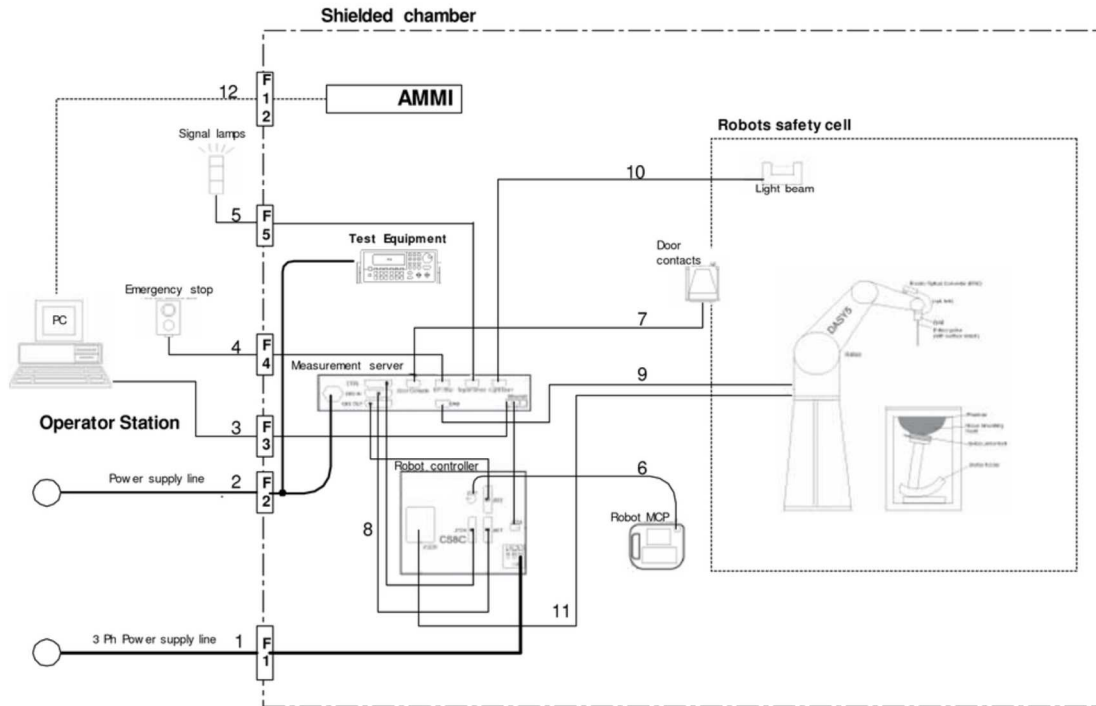 Shielded chamber
12
F
1
2
AMMI
Signal lamps
Robots safety cell
10
Light beam
5
F
5
Test Equipment
Door
contacts
PC
Emergency stop
DASY5
7
4
F
4
Measurement server
9
Operator Station
3
F
3
Power supply line
2
F
2
Robot controller
6
8
CS8C
Robot MCP
11
3 Ph Power supply line
1
F
1